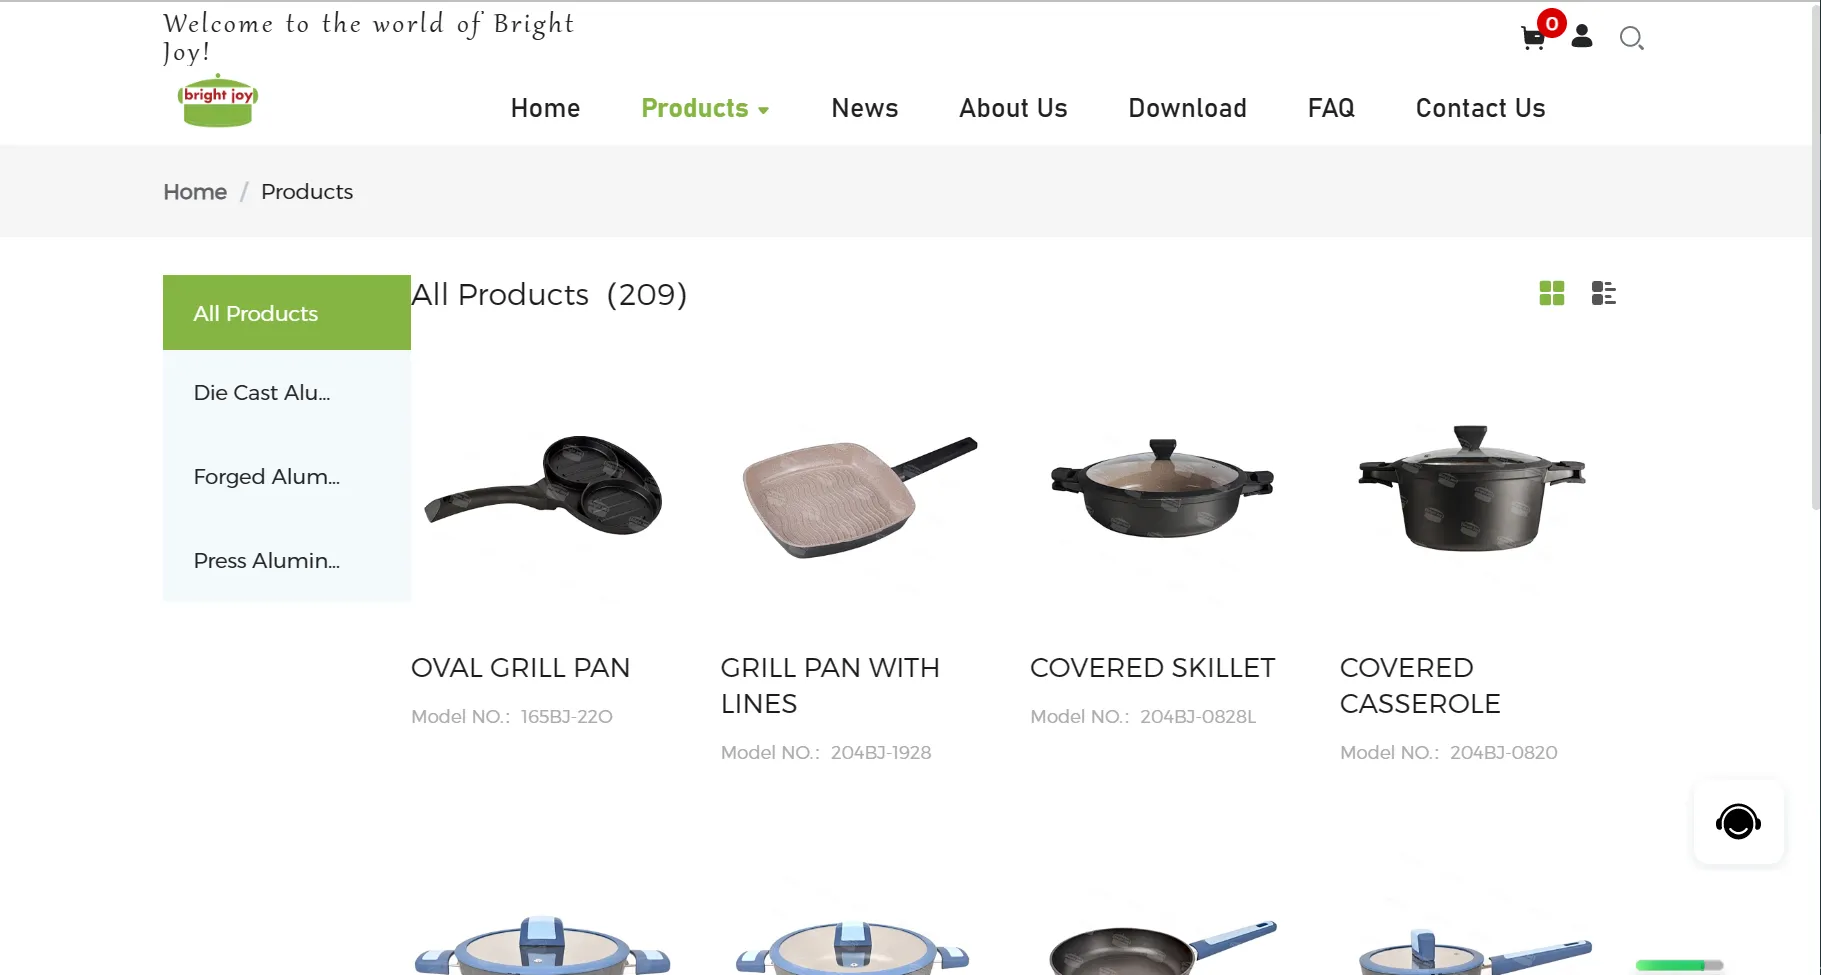 Welcome to the world of Bright
Joy!
0
bright joy
Home
Products
News
About Us
Download
FAQ
Contact Us
Home / Products
All Products
Die Cast Alu...
Forged Alum...
Press Alumin...
All Products (209)
OVAL GRILL PAN
Model NO.: 165BJ-22O
GRILL PAN WITH
LINES
Model NO.: 204BJ-1928
COVERED SKILLET
Model NO.: 204BJ-0828L
COVERED
CASSEROLE
Model NO.: 204BJ-0820